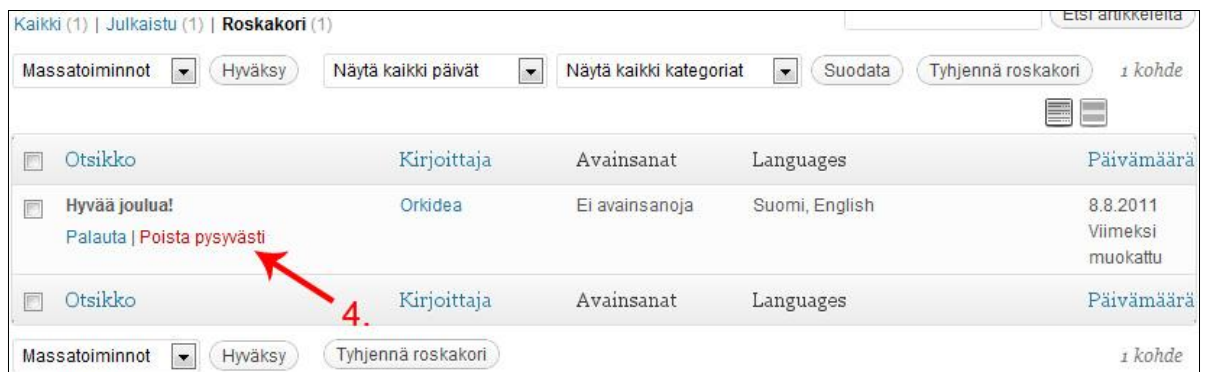 Kaikki (1) | Julkaistu (1) | Roskakori (1) Etsi artikkeleita
Massatoiminnot Hyväksy Näytä kaikki päivät Näytä kaikki kategoriat Suodata Tyhjennä roskakori 1 kohde
Otsikko Kirjoittaja Avainsanat Languages Päivämäärä
Hyvää joulua! Orkidea Ei avainsanoja Suomi, English 8.8.2011
Palauta | Poista pysyvästi Viimeksi
muokattu
4.
Otsikko Kirjoittaja Avainsanat Languages Päivämäärä
Massatoiminnot Hyväksy Tyhjennä roskakori 1 kohde